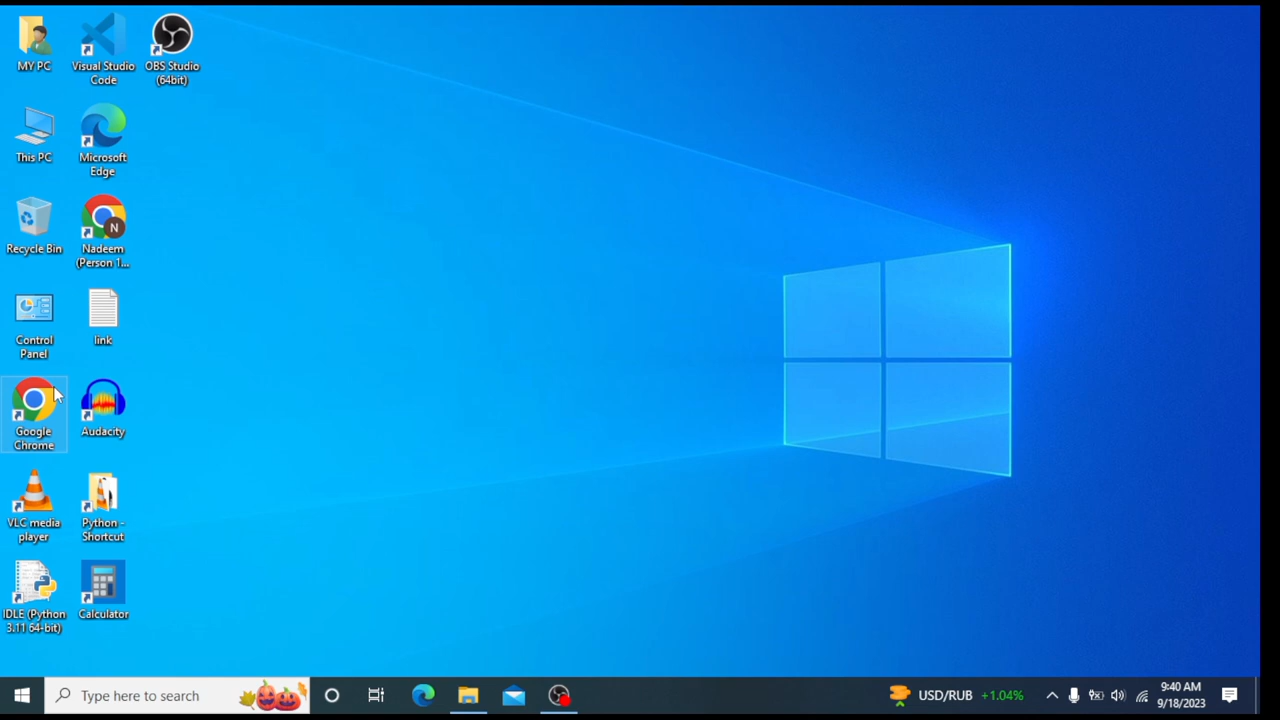 MY PC
Visual Studio
Code
OBS Studio
(64bit)
This PC
Microsoft
Edge
Recycle Bin
N
Nadeem
(Person 1...
Control
Panel
link
Google
Chrome
Audacity
VLC media
player
Python -
Shortcut
IDLE (Python
3.11 64-bit)
Calculator
Type here to search
USD/RUB +1.04%
9:40 AM
9/18/2023